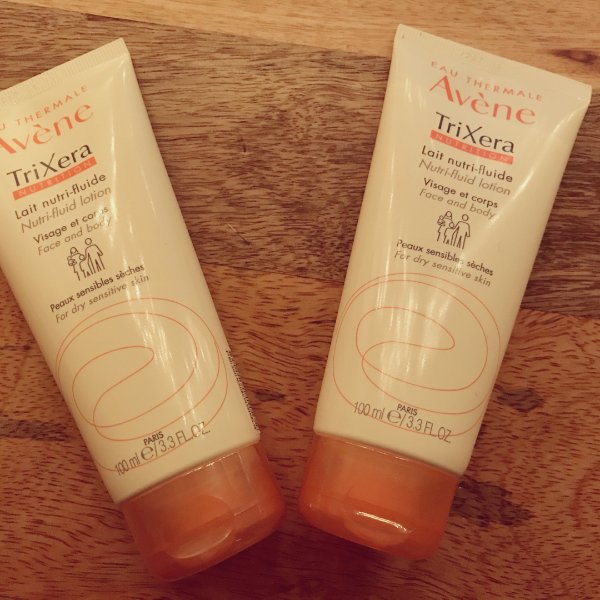 EAU THERMALE
Avène
TriXera
NUTRITION
Lait nutri-fluide
Nutri-fluid lotion
Visage et corps
Face and body
Peaux sensibles sèches
For dry sensitive skin
PARIS
100 ml e / 3.3 FL.OZ.
EAU THERMALE
Avène
TriXera
NUTRITION
Lait nutri-fluide
Nutri-fluid lotion
Visage et corps
Face and body
Peaux sensibles sèches
For dry sensitive skin
PARIS
100 ml e / 3.3 FL.OZ.